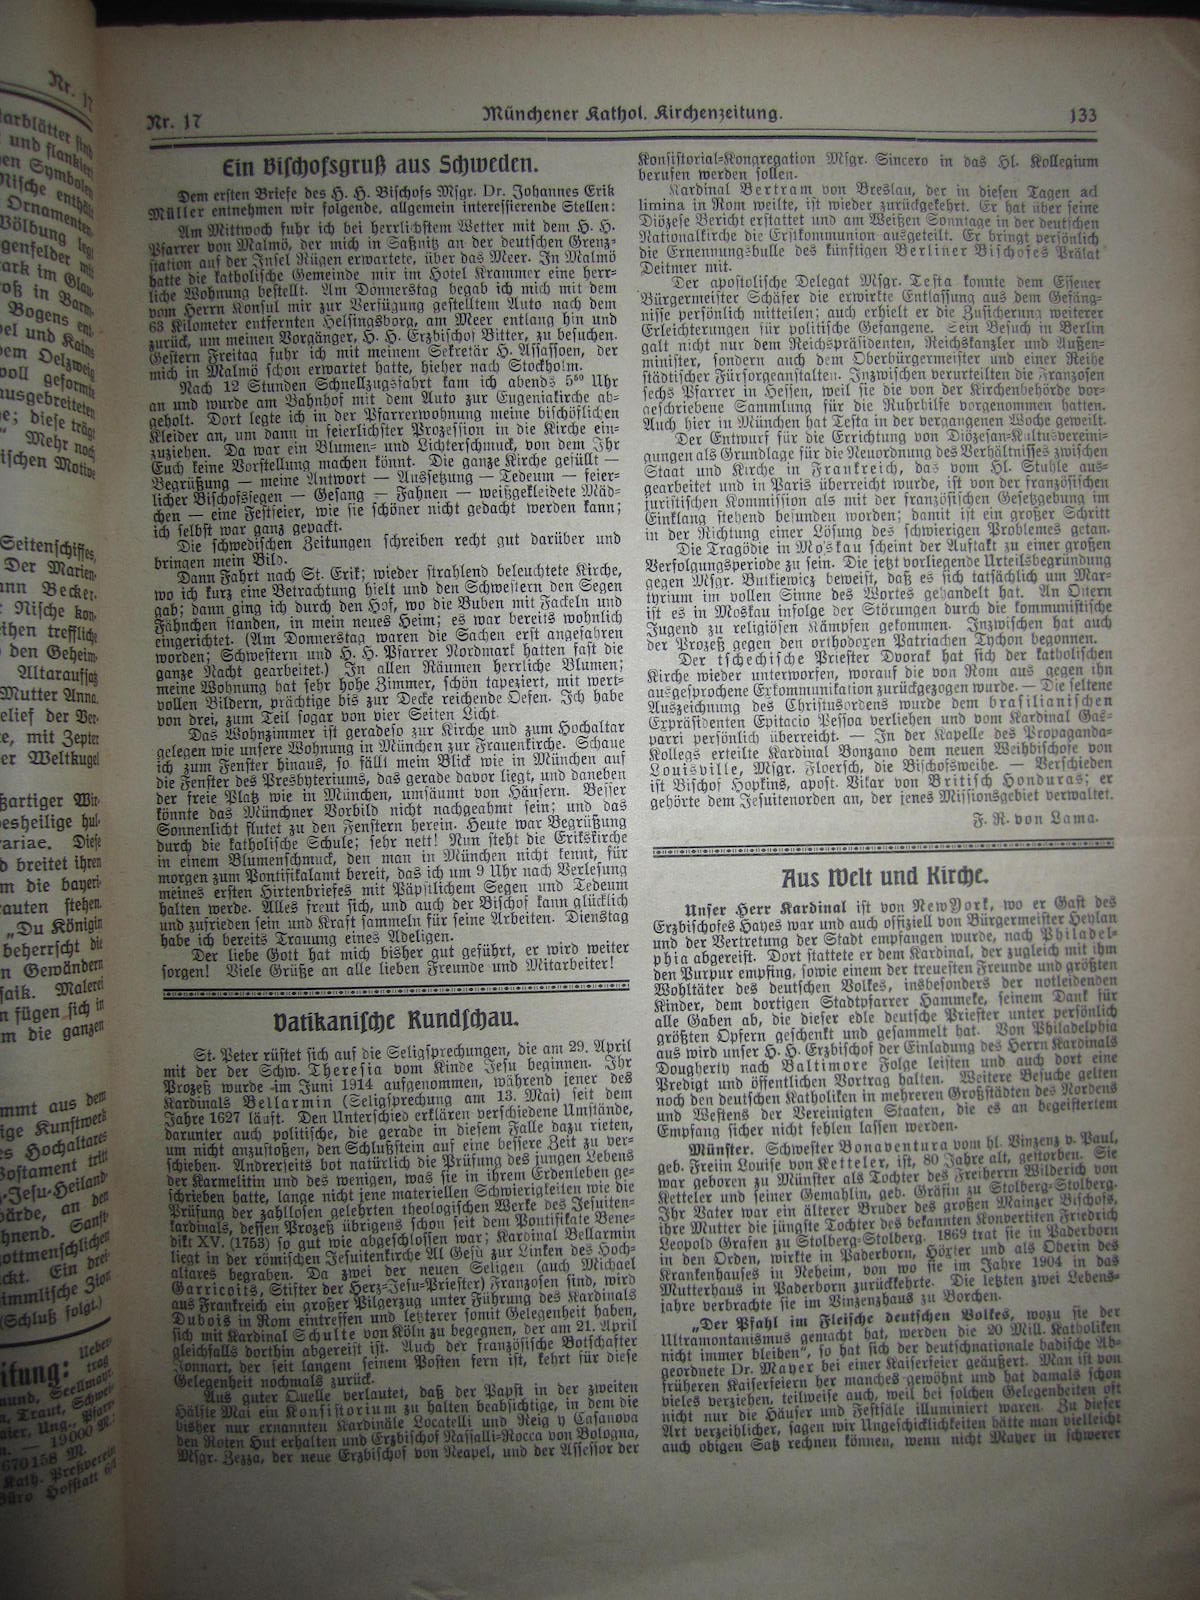 Nr. 17
Münchener Kathol. Kirchenzeitung.
133
Ein Bischofsgruß aus Schweden.
Dem ersten Briefe des H. H. Bischofs Msgr. Dr. Johannes Erik
Müller entnehmen wir folgende, allgemein interessierende Stellen:
Am Mittwoch fuhr ich bei herrlichstem Wetter mit dem H. H.
Pfarrer von Malmö, der mich in Saßnitz an der deutschen Grenz-
station auf der Insel Rügen erwartete, über das Meer. In Malmö
hatte die katholische Gemeinde mir im Hotel Krammer eine herr-
liche Wohnung bestellt. Am Donnerstag begab ich mich mit dem
vom Herrn Konsul mir zur Verfügung gestelltem Auto nach dem
63 Kilometer entfernten Helsingborg, am Meer entlang hin und
zurück, um meinen Vorgänger, H. H. Erzbischof Bitter, zu besuchen.
Gestern Freitag fuhr ich mit meinem Sekretär H. Assassoen, der
mich in Malmö schon erwartet hatte, hieher nach Stockholm.
Nach 12 Stunden Schnellzugsfahrt kam ich abends 5⁵⁰ Uhr
an und wurde am Bahnhof mit dem Auto zur Eugeniakirche ab-
geholt. Dort legte ich in der Pfarrerwohnung meine bischöflichen
Kleider an, um dann in feierlichster Prozession in die Kirche ein-
zuziehen. Da war ein Blumen- und Lichterschmuck, von dem Ihr
Euch keine Vorstellung machen könnt. Die ganze Kirche gefüllt —
Begrüßung — meine Antwort — Aussetzung — Tedeum — feier-
licher Bischofssegen — Gesang — Fahnen — weißgekleidete Mäd-
chen — eine Festfeier, wie sie schöner nicht gedacht werden kann;
ich selbst war ganz gepackt.
Die schwedischen Zeitungen schreiben recht gut darüber und
bringen mein Bild.
Dann Fahrt nach St. Erik; wieder strahlend beleuchtete Kirche,
wo ich kurz eine Betrachtung hielt und den Schwestern den Segen
gab; dann ging ich durch den Hof, wo die Buben mit Fackeln und
Fähnchen standen, in mein neues Heim; es war bereits wohnlich
eingerichtet. (Am Donnerstag waren die Sachen erst angefahren
worden; Schwestern und H. H. Pfarrer Nordmark hatten fast die
ganze Nacht gearbeitet.) In allen Räumen herrliche Blumen;
meine Wohnung hat sehr hohe Zimmer, schön tapeziert, mit wert-
vollen Bildern, prächtige bis zur Decke reichende Oefen. Ich habe
von drei, zum Teil sogar von vier Seiten Licht.
Das Wohnzimmer ist geradeso zur Kirche und zum Hochaltar
gelegen wie unsere Wohnung in München zur Frauenkirche. Schaue
ich zum Fenster hinaus, so fällt mein Blick wie in München auf
die Fenster des Presbyteriums, das gerade davor liegt, und daneben
der freie Platz wie in München, umsäumt von Häusern. Besser
könnte das Münchner Vorbild nicht nachgeahmt sein; und das
Sonnenlicht flutet zu den Fenstern herein. Heute war Begrüßung
durch die katholische Schule; sehr nett! Nun steht die Erikskirche
in einem Blumenschmuck, den man in München nicht kennt, für
morgen zum Pontifikalamt bereit, das ich um 9 Uhr nach Verlesung
meines ersten Hirtenbriefes mit Päpstlichem Segen und Tedeum
halten werde. Alles freut sich, und auch der Bischof kann glücklich
und zufrieden sein und Kraft sammeln für seine Arbeiten. Dienstag
habe ich bereits Trauung eines Adeligen.
Der liebe Gott hat mich bisher gut geführt, er wird weiter
sorgen! Viele Grüße an alle lieben Freunde und Mitarbeiter!
Vatikanische Rundschau.
St. Peter rüstet sich auf die Seligsprechungen, die am 29. April
mit der der Schw. Theresia vom Kinde Jesu beginnen. Ihr
Prozeß wurde im Juni 1914 aufgenommen, während jener des
Kardinals Bellarmin (Seligsprechung am 13. Mai) seit dem
Jahre 1627 läuft. Den Unterschied erklären verschiedene Umstände,
darunter auch politische, die gerade in diesem Falle dazu rieten,
um nicht anzustoßen, den Schlußstein auf eine bessere Zeit zu ver-
schieben. Andrerseits bot natürlich die Prüfung des jungen Lebens
der Karmelitin und des wenigen, was sie in ihrem Erdenleben ge-
schrieben hatte, lange nicht jene materiellen Schwierigkeiten wie die
Prüfung der zahllosen gelehrten theologischen Werke des Jesuiten-
kardinals, dessen Prozeß übrigens schon seit dem Pontifikate Bene-
dikt XV. (1753) so gut wie abgeschlossen war; Kardinal Bellarmin
liegt in der römischen Jesuitenkirche Al Gesù zur Linken des Hoch-
altares begraben. Da zwei der neuen Seligen (auch Michael
Garricoits, Stifter der Herz-Jesu-Priester) Franzosen sind, wird
aus Frankreich ein großer Pilgerzug unter Führung des Kardinals
Dubois in Rom eintreffen und letzterer somit Gelegenheit haben,
sich mit Kardinal Schulte von Köln zu begegnen, der am 21. April
gleichfalls dorthin abgereist ist. Auch der französische Botschafter
Jonnart, der seit langem seinem Posten fern ist, kehrt für diese
Gelegenheit nochmals zurück.
Aus guter Quelle verlautet, daß der Papst in der zweiten
Hälfte Mai ein Konsistorium zu halten beabsichtige, in dem die
bisher nur ernannten Kardinäle Locatelli und Reig y Casanova
den Roten Hut erhalten und Erzbischof Nasalli-Rocca von Bologna,
Msgr. Zezza, der neue Erzbischof von Neapel, und der Assessor der
Konsistorial-Kongregation Msgr. Sincero in das Hl. Kollegium
berufen werden sollen.
Kardinal Bertram von Breslau, der in diesen Tagen ad
limina in Rom weilte, ist wieder zurückgekehrt. Er hat über seine
Diözese Bericht erstattet und am Weißen Sonntage in der deutschen
Nationalkirche die Erstkommunion ausgeteilt. Er bringt persönlich
die Ernennungsbulle des künftigen Berliner Bischofes Prälat
Deitmer mit.
Der apostolische Delegat Msgr. Testa konnte dem Essener
Bürgermeister Schäfer die erwirkte Entlassung aus dem Gefäng-
nisse persönlich mitteilen; auch erhielt er die Zusicherung weiterer
Erleichterungen für politische Gefangene. Sein Besuch in Berlin
galt nicht nur dem Reichspräsidenten, Reichskanzler und Außen-
minister, sondern auch dem Oberbürgermeister und einer Reihe
städtischer Fürsorgeanstalten. Inzwischen verurteilten die Franzosen
sechs Pfarrer in Hessen, weil sie die von der Kirchenbehörde vor-
geschriebene Sammlung für die Ruhrhilfe vorgenommen hatten.
Auch hier in München hat Testa in der vergangenen Woche geweilt.
Der Entwurf für die Errichtung von Diözesan-Kultusvereini-
gungen als Grundlage für die Neuordnung des Verhältnisses zwischen
Staat und Kirche in Frankreich, das vom Hl. Stuhle aus-
gearbeitet und in Paris überreicht wurde, ist von der französischen
juristischen Kommission als mit der französischen Gesetzgebung im
Einklang stehend befunden worden; damit ist ein großer Schritt
in der Richtung einer Lösung des schwierigen Problemes getan.
Die Tragödie in Moskau scheint der Auftakt zu einer großen
Verfolgungsperiode zu sein. Die jetzt vorliegende Urteilsbegründung
gegen Msgr. Butkiewicz beweist, daß es sich tatsächlich um Mar-
thyrium im vollen Sinne des Wortes gehandelt hat. An Ostern
ist es in Moskau infolge der Störungen durch die kommunistische
Jugend zu religiösen Kämpfen gekommen. Inzwischen hat auch
der Prozeß gegen den orthodoxen Patriachen Tychon begonnen.
Der tschechische Priester Dvorak hat sich der katholischen
Kirche wieder unterworfen, worauf die von Rom aus gegen ihn
ausgesprochene Exkommunikation zurückgezogen wurde. — Die seltene
Auszeichnung des Christusordens wurde dem brasilianischen
Expräsidenten Epitacio Pessoa verliehen und vom Kardinal Gas-
parri persönlich überreicht. — In der Kapelle des Propaganda-
Kollegs erteilte Kardinal Bonzano dem neuen Weihbischofe von
Louisville, Msgr. Floersch, die Bischofsweihe. — Verschieden
ist Bischof Hopkins, apost. Vikar von Britisch Honduras; er
gehörte dem Jesuitenorden an, der jenes Missionsgebiet verwaltet.
F. R. von Lama.
Aus Welt und Kirche.
Unser Herr Kardinal ist von NewYork, wo er Gast des
Erzbischofes Hayes war und auch offiziell von Bürgermeister Heylan
und der Vertretung der Stadt empfangen wurde, nach Philadel-
phia abgereist. Dort stattete er dem Kardinal, der zugleich mit ihm
den Purpur empfing, sowie einem der treuesten Freunde und größten
Wohltäter des deutschen Volkes, insbesonders der notleidenden
Kinder, dem dortigen Stadtpfarrer Hammeke, seinem Dank für
alle Gaben ab, die dieser edle deutsche Priester unter persönlich
größten Opfern geschenkt und gesammelt hat. Von Philadelphia
aus wird unser H. H. Erzbischof der Einladung des Herrn Kardinals
Dougherty nach Baltimore Folge leisten und auch dort eine
Predigt und öffentlichen Vortrag halten. Weitere Besuche gelten
noch den deutschen Katholiken in mehreren Großstädten des Nordens
und Westens der Vereinigten Staaten, die es an begeistertem
Empfang sicher nicht fehlen lassen werden.
Münster. Schwester Bonaventura vom hl. Vinzenz v. Paul,
geb. Freiin Louise von Ketteler, ist, 80 Jahre alt, gestorben. Sie
war geboren zu Münster als Tochter des Freiherrn Wilderich von
Ketteler und seiner Gemahlin, geb. Gräfin zu Stolberg-Stolberg.
Ihr Vater war ein älterer Bruder des großen Mainzer Bischofs,
ihre Mutter die jüngste Tochter des bekannten Konvertiten Friedrich
Leopold Grafen zu Stolberg-Stolberg. 1869 trat sie in Paderborn
in den Orden, wirkte in Paderborn, Höxter und als Oberin des
Krankenhauses in Neheim, von wo sie im Jahre 1904 in das
Mutterhaus in Paderborn zurückkehrte. Die letzten zwei Lebens-
jahre verbrachte sie im Vinzenzhaus zu Borchen.
„Der Pfahl im Fleische deutschen Volkes, wozu sie der
Ultramontanismus gemacht hat, werden die 20 Mill. Katholiken
nicht immer bleiben“, so hat sich der deutschnationale badische Ab-
geordnete Dr. Mayer bei einer Kaiserfeier geäußert. Man ist von
früheren Kaiserfeiern her manches gewöhnt und hat damals schon
vieles verziehen, teilweise auch, weil bei solchen Gelegenheiten oft
nicht nur die Häuser und Festsäle illuminiert waren. Zu dieser
Art verzeihlicher, sagen wir Ungeschicklichkeiten hätte man vielleicht
auch obigen Satz rechnen können, wenn nicht Mayer in schwerer